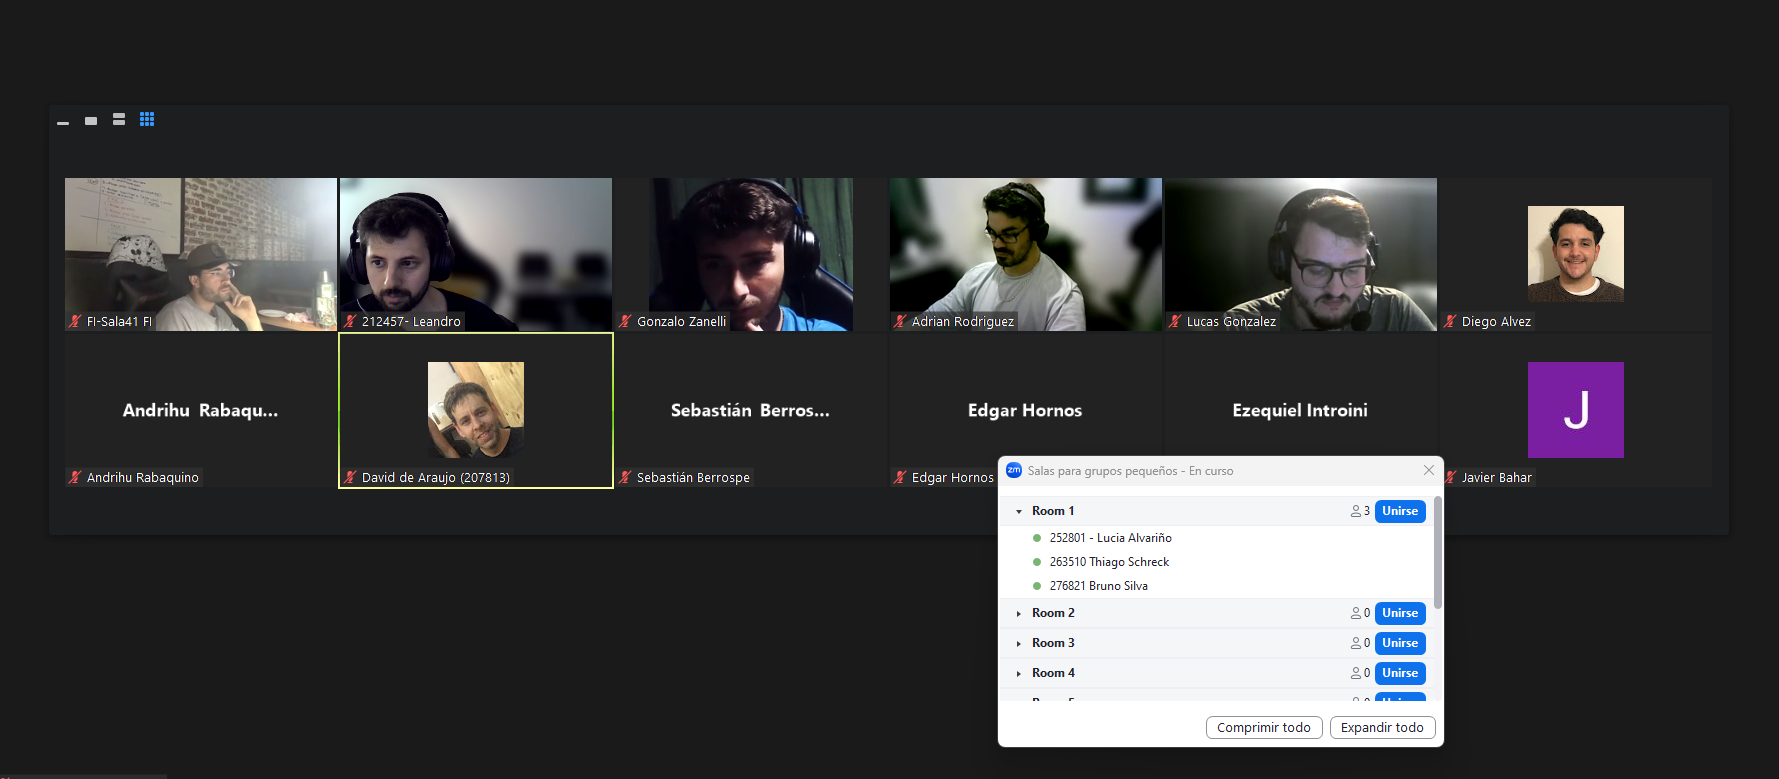 FI-Sala41 FI
212457- Leandro
Gonzalo Zanelli
Adrian Rodriguez
Lucas Gonzalez
Diego Alvez
Andrihu Rabaqu...
Sebastián Berros...
Edgar Hornos
Ezequiel Introini
J
Andrihu Rabaquino
David de Araujo (207813)
Sebastián Berrospe
Edgar Hornos
Javier Bahar
zm Salas para grupos pequeños - En curso
Room 1 3 Unirse
252801 - Lucia Alvariño
263510 Thiago Schreck
276821 Bruno Silva
Room 2 0 Unirse
Room 3 0 Unirse
Room 4 0 Unirse
Comprimir todo Expandir todo